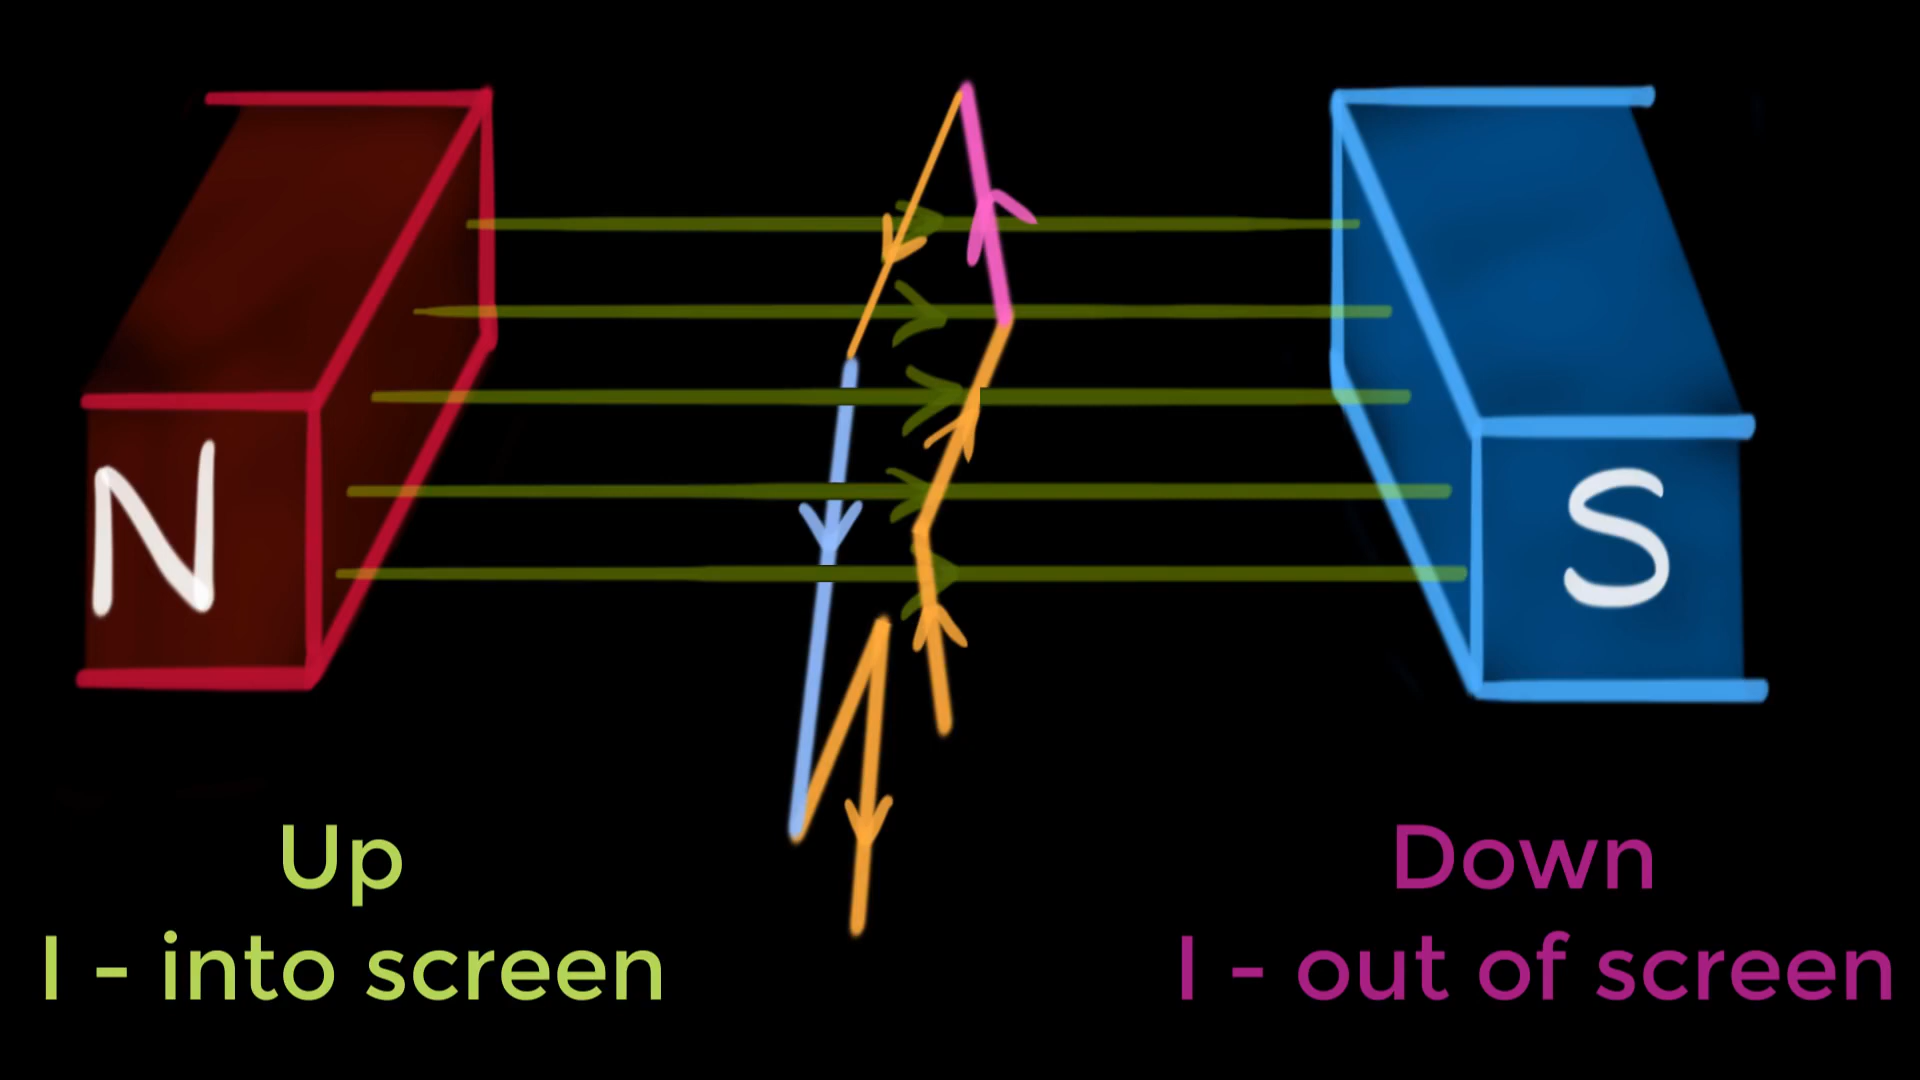 N
S
Up
I - into screen
Down
I - out of screen